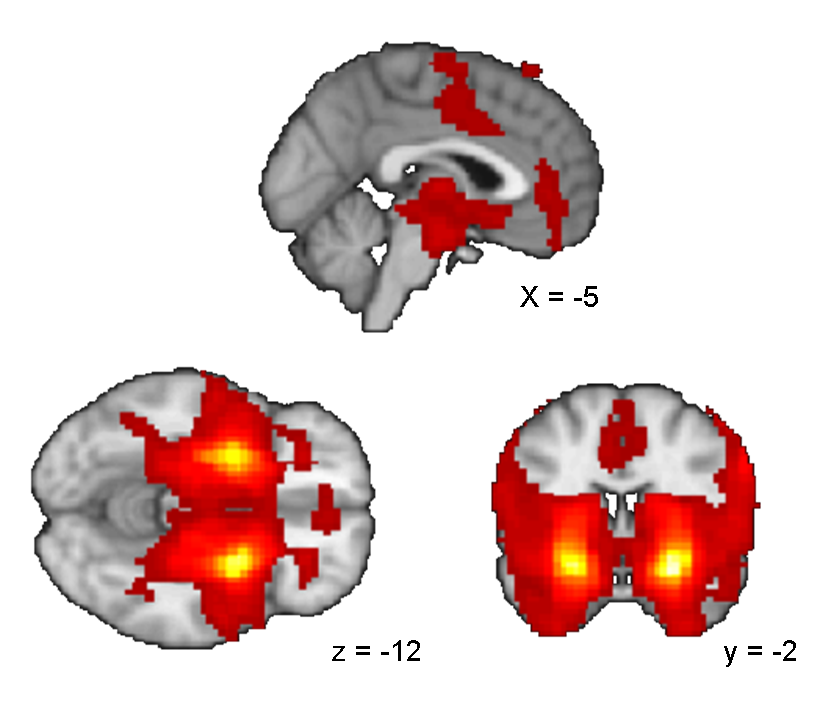 X = -5
z = -12
y = -2